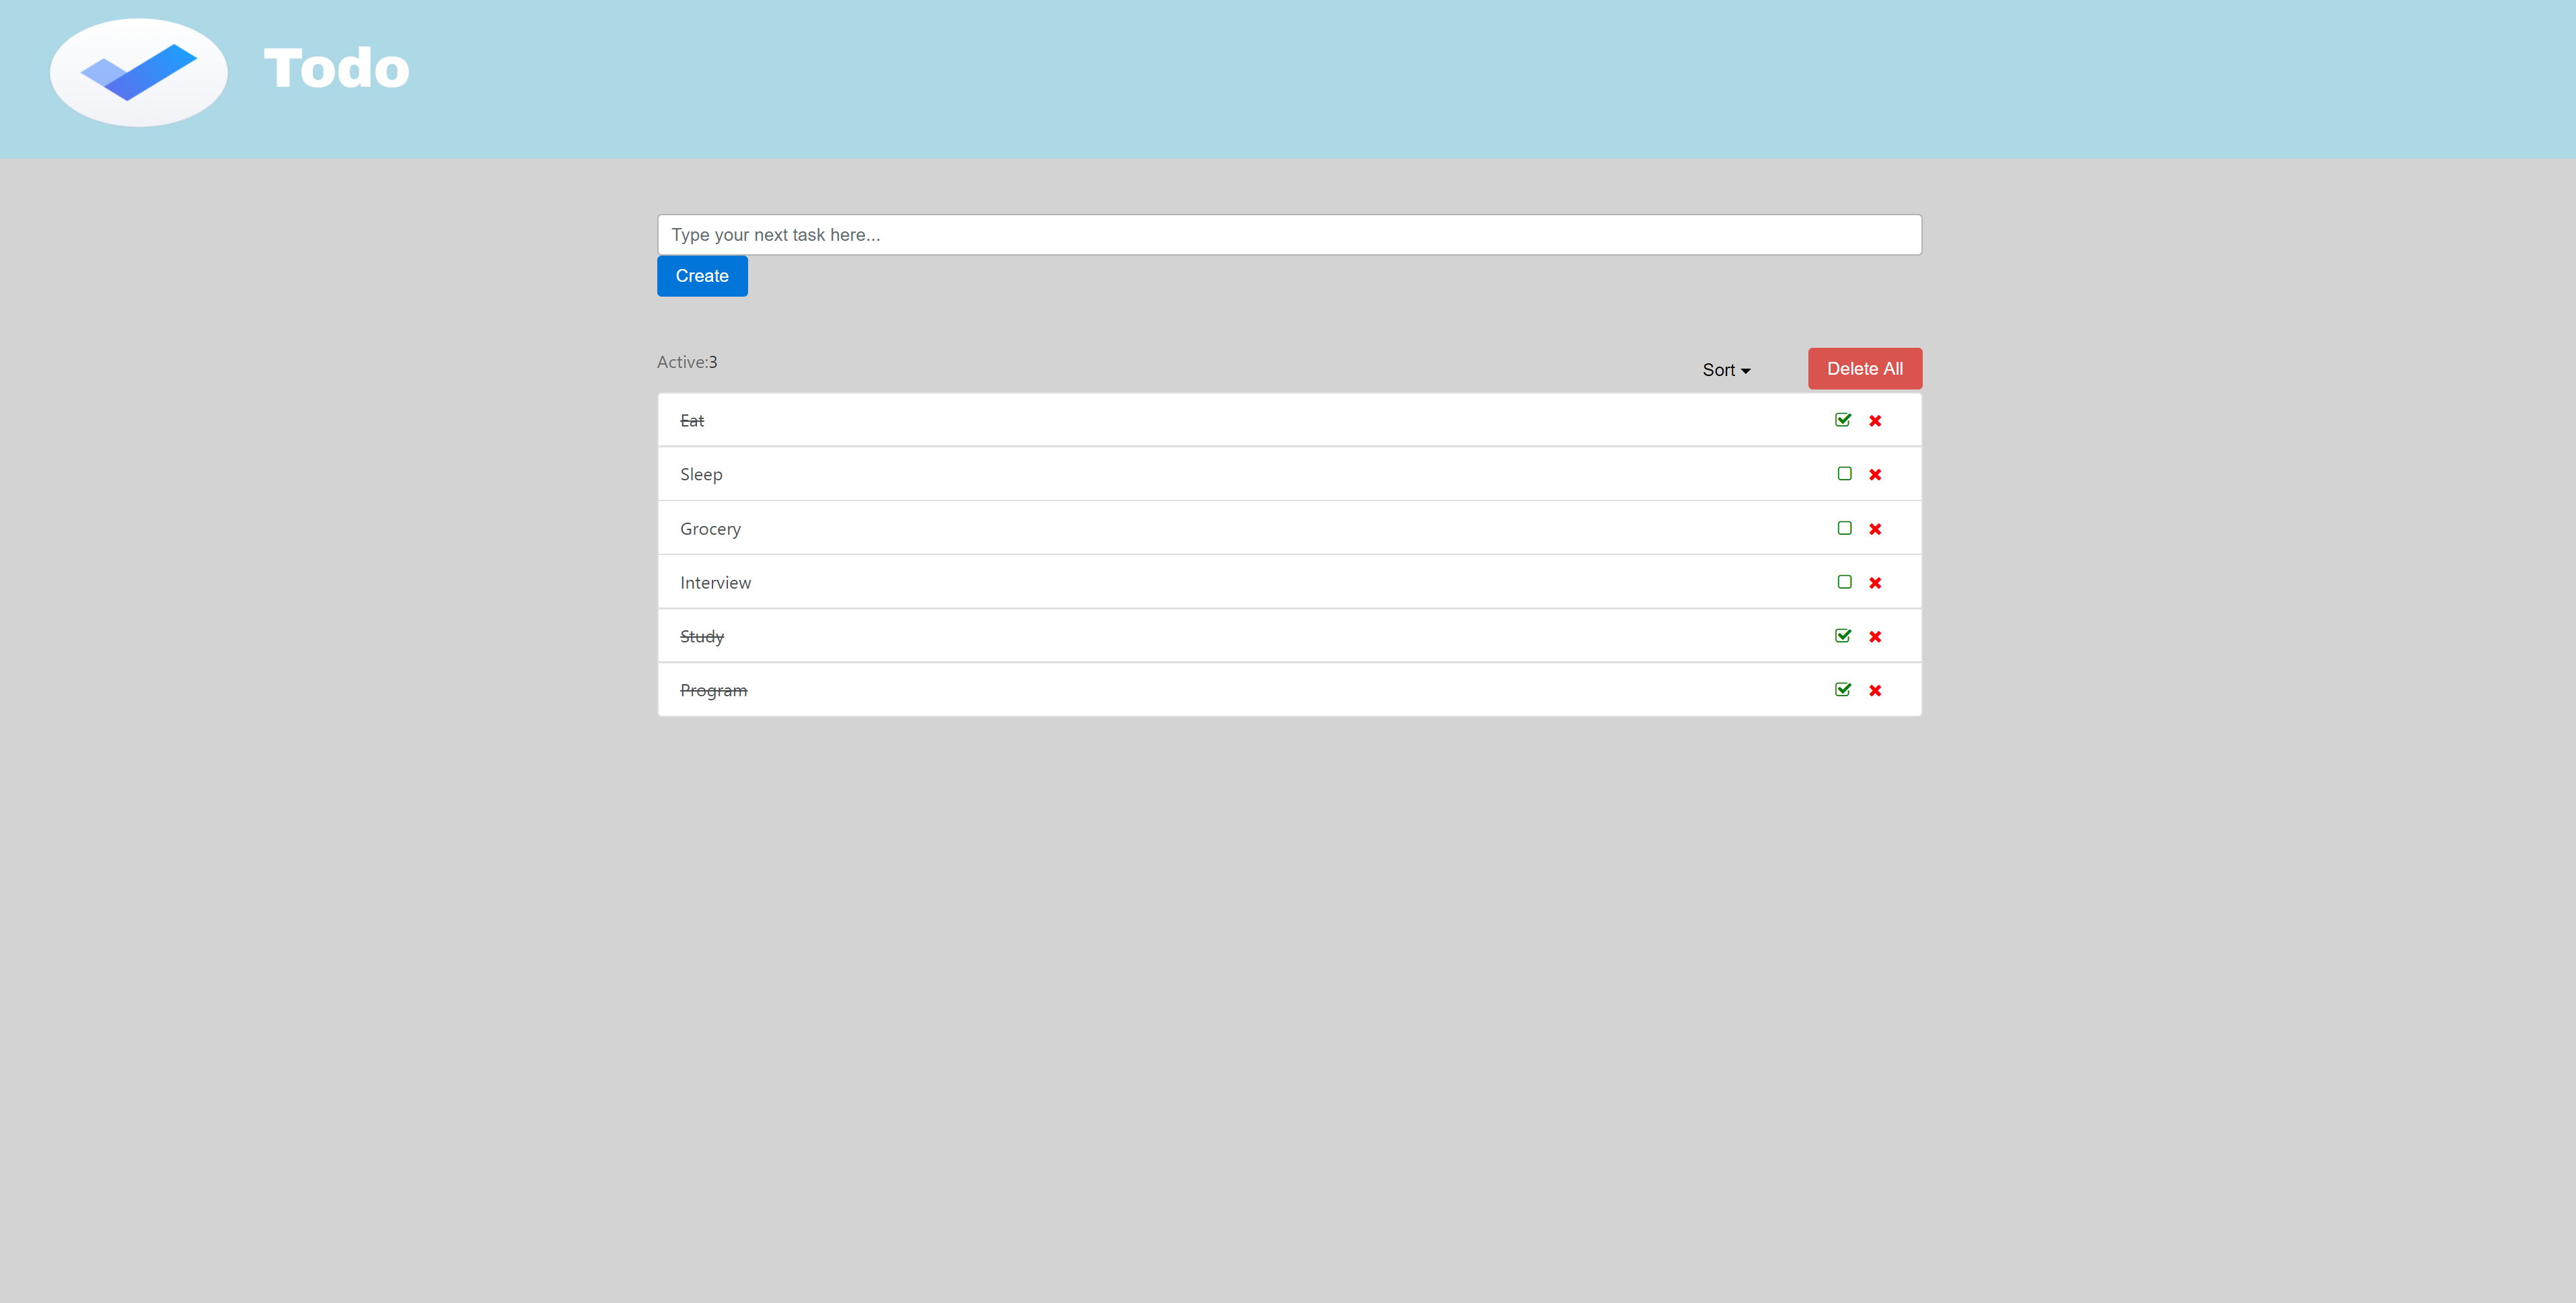 Todo
Type your next task here...
Create
Active:3
Sort
Delete All
Eat
Sleep
Grocery
Interview
Study
Program